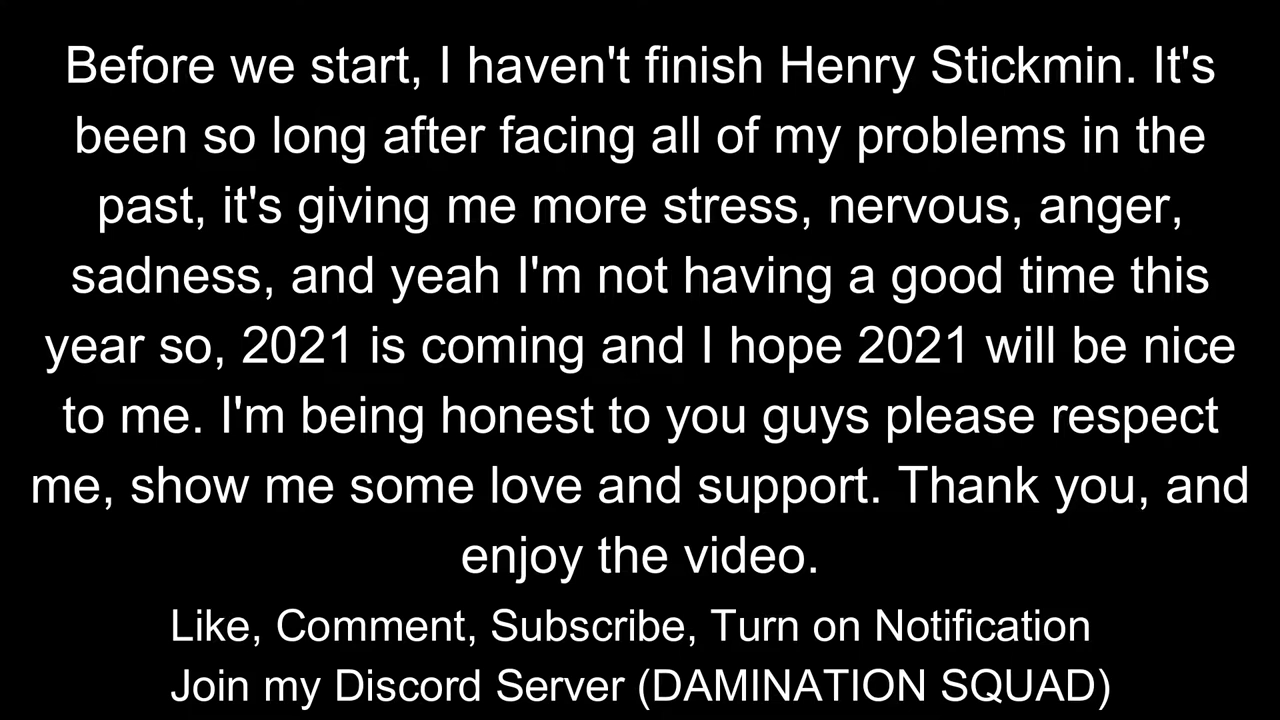 Before we start, I haven't finish Henry Stickmin. It's
been so long after facing all of my problems in the
past, it's giving me more stress, nervous, anger,
sadness, and yeah I'm not having a good time this
year so, 2021 is coming and I hope 2021 will be nice
to me. I'm being honest to you guys please respect
me, show me some love and support. Thank you, and
enjoy the video.
Like, Comment, Subscribe, Turn on Notification
Join my Discord Server (DAMINATION SQUAD)